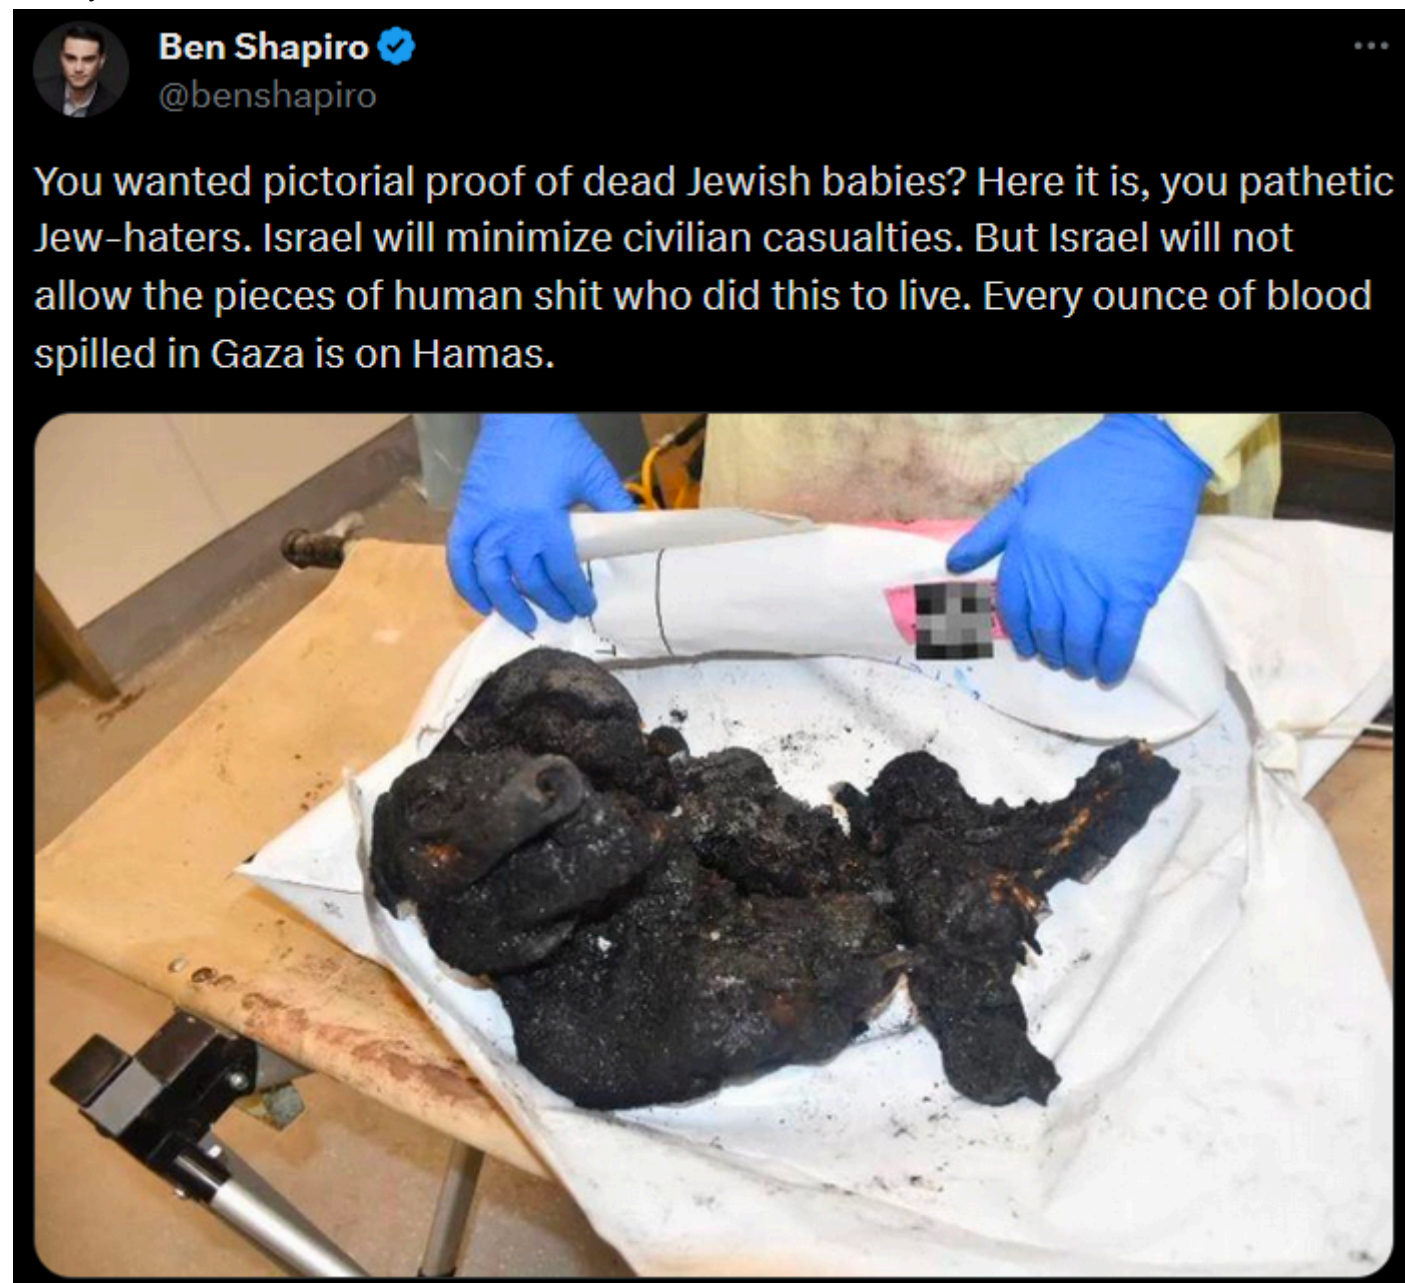 Ben Shapiro
@benshapiro
You wanted pictorial proof of dead Jewish babies? Here it is, you pathetic
Jew-haters. Israel will minimize civilian casualties. But Israel will not
allow the pieces of human shit who did this to live. Every ounce of blood
spilled in Gaza is on Hamas.